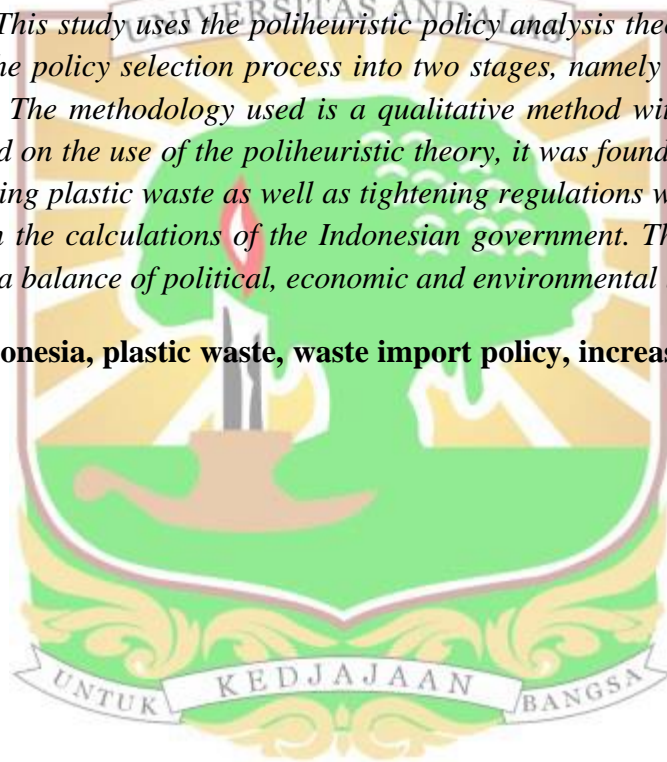 This study uses the poliheuristic policy analysis theo
he policy selection process into two stages, namely
The methodology used is a qualitative method wit
d on the use of the poliheuristic theory, it was found
ing plastic waste as well as tightening regulations w
n the calculations of the Indonesian government. Th
a balance of political, economic and environmental
onesia, plastic waste, waste import policy, increas
UNIVERSITAS ANDALAS
UNTUK KEDJAJAAN BANGSA